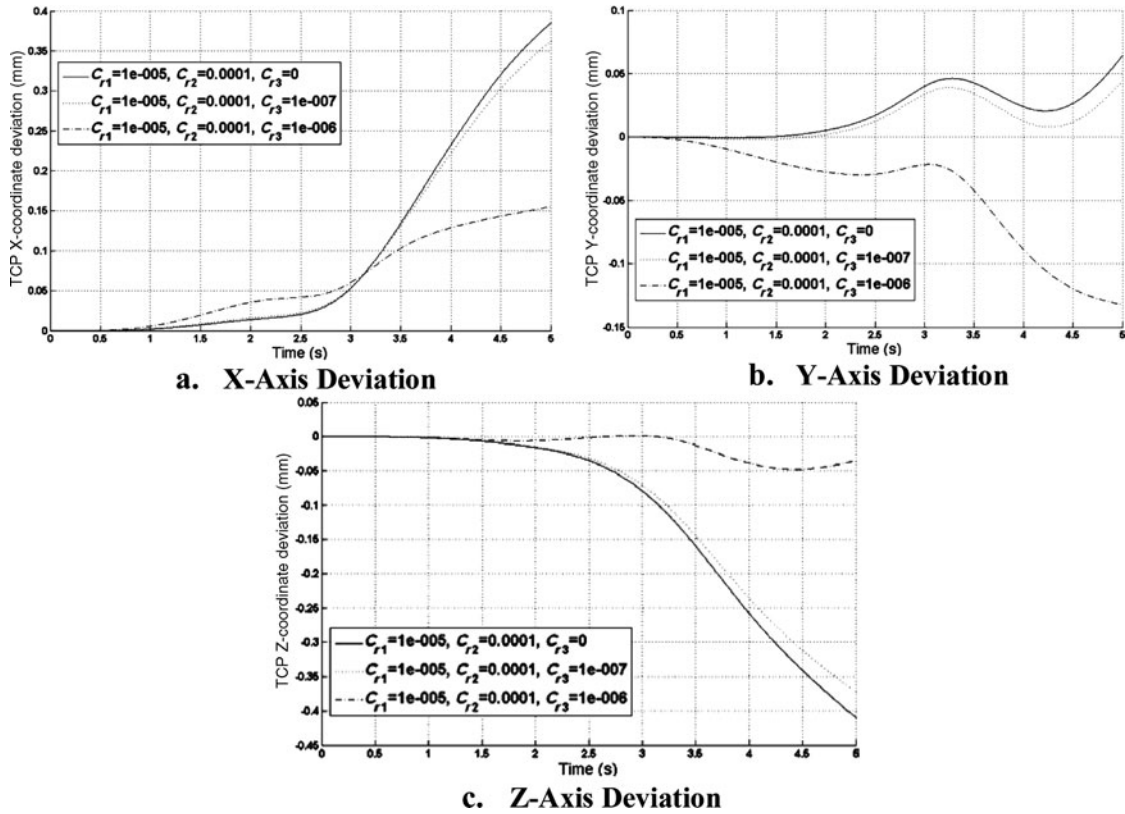 TCP X-coordinate deviation (mm)
0.4
0.35
0.3
0.25
0.2
0.15
0.1
0.05
0
Cr1=1e-005, Cr2=0.0001, Cr3=0
Cr1=1e-005, Cr2=0.0001, Cr3=1e-007
Cr1=1e-005, Cr2=0.0001, Cr3=1e-006
0 0.5 1 1.5 2 2.5 3 3.5 4 4.5 5
Time (s)
a. X-Axis Deviation
TCP Y-coordinate deviation (mm)
0.1
0.05
0
-0.05
-0.1
-0.15
Cr1=1e-005, Cr2=0.0001, Cr3=0
Cr1=1e-005, Cr2=0.0001, Cr3=1e-007
Cr1=1e-005, Cr2=0.0001, Cr3=1e-006
0 0.5 1 1.5 2 2.5 3 3.5 4 4.5 5
Time (s)
b. Y-Axis Deviation
TCP Z-coordinate deviation (mm)
0.05
0
-0.05
-0.1
-0.15
-0.2
-0.25
-0.3
-0.35
-0.4
-0.45
Cr1=1e-005, Cr2=0.0001, Cr3=0
Cr1=1e-005, Cr2=0.0001, Cr3=1e-007
Cr1=1e-005, Cr2=0.0001, Cr3=1e-006
0 0.5 1 1.5 2 2.5 3 3.5 4 4.5 5
Time (s)
c. Z-Axis Deviation